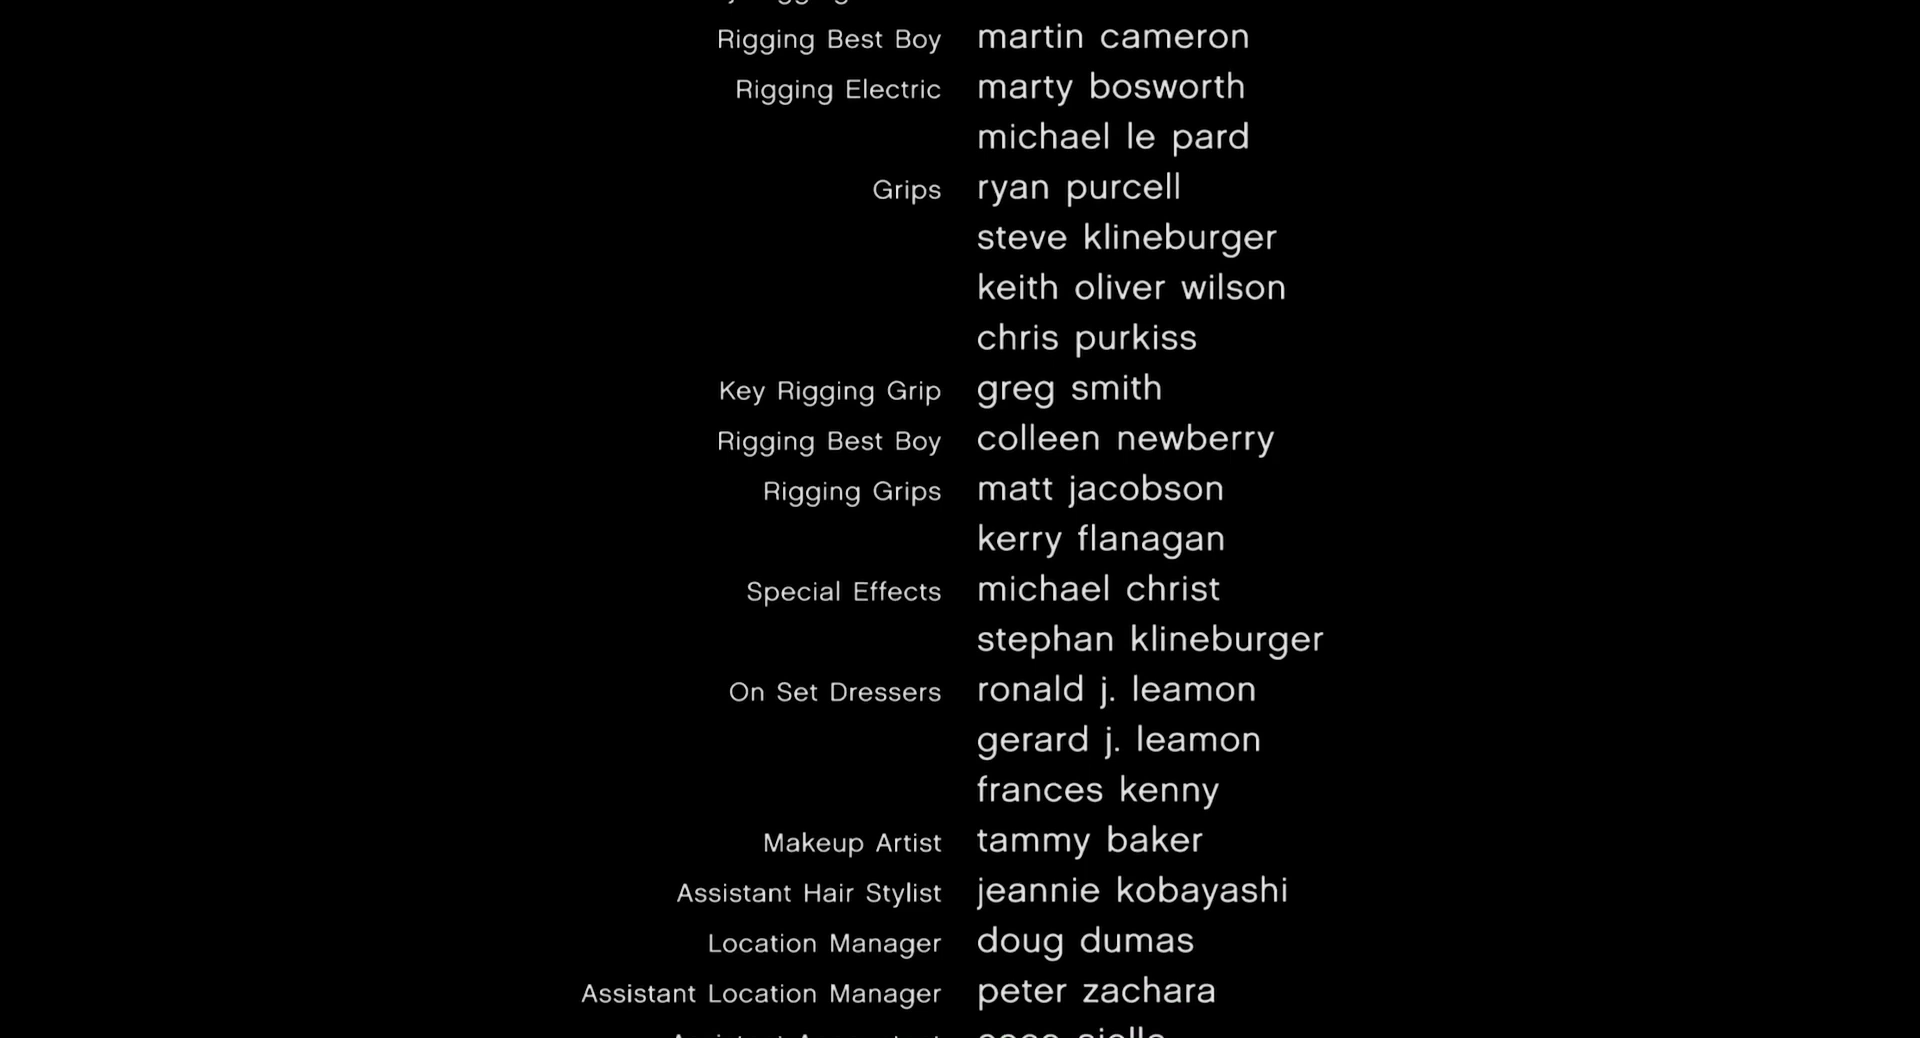 Rigging Best Boy martin cameron
Rigging Electric marty bosworth
michael le pard
Grips ryan purcell
steve klineburger
keith oliver wilson
chris purkiss
Key Rigging Grip greg smith
Rigging Best Boy colleen newberry
Rigging Grips matt jacobson
kerry flanagan
Special Effects michael christ
stephan klineburger
On Set Dressers ronald j. leamon
gerard j. leamon
frances kenny
Makeup Artist tammy baker
Assistant Hair Stylist jeannie kobayashi
Location Manager doug dumas
Assistant Location Manager peter zachara